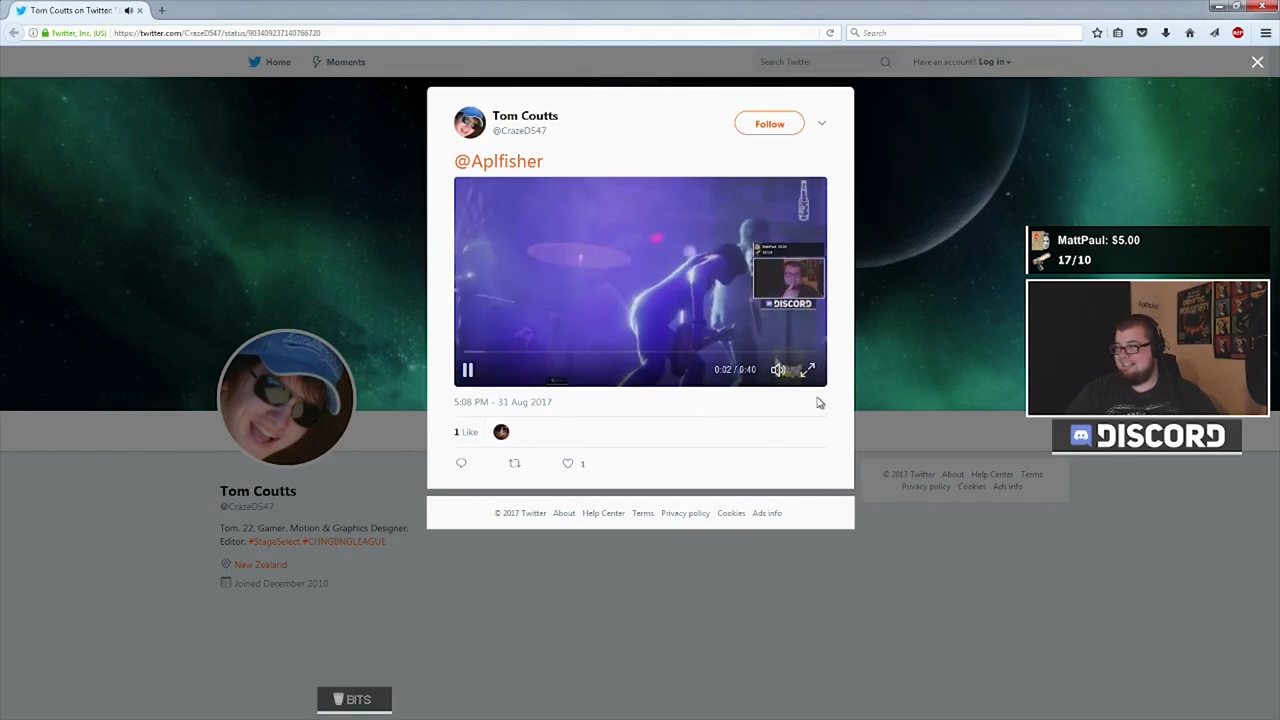 Tom Coutts on Twitter: "
Twitter, Inc. (US)
https://twitter.com/CrazeD547/status/903409237140766720
Search
ABP
Home
Moments
Search Twitter
Have an account? Log in
Tom Coutts
@CrazeD547
Follow
@Aplfisher
DISCORD
0:02 / 0:40
5:08 PM - 31 Aug 2017
1 Like
1
© 2017 Twitter About Help Center Terms Privacy policy Cookies Ads info
MattPaul: $5.00
17/10
DISCORD
© 2017 Twitter About Help Center Terms
Privacy policy Cookies Ads info
Tom Coutts
@CrazeD547
Tom. 22. Gamer. Motion & Graphics Designer.
Editor. #StageSelect #CHNGBNGLEAGUE
New Zealand
Joined December 2010
BITS